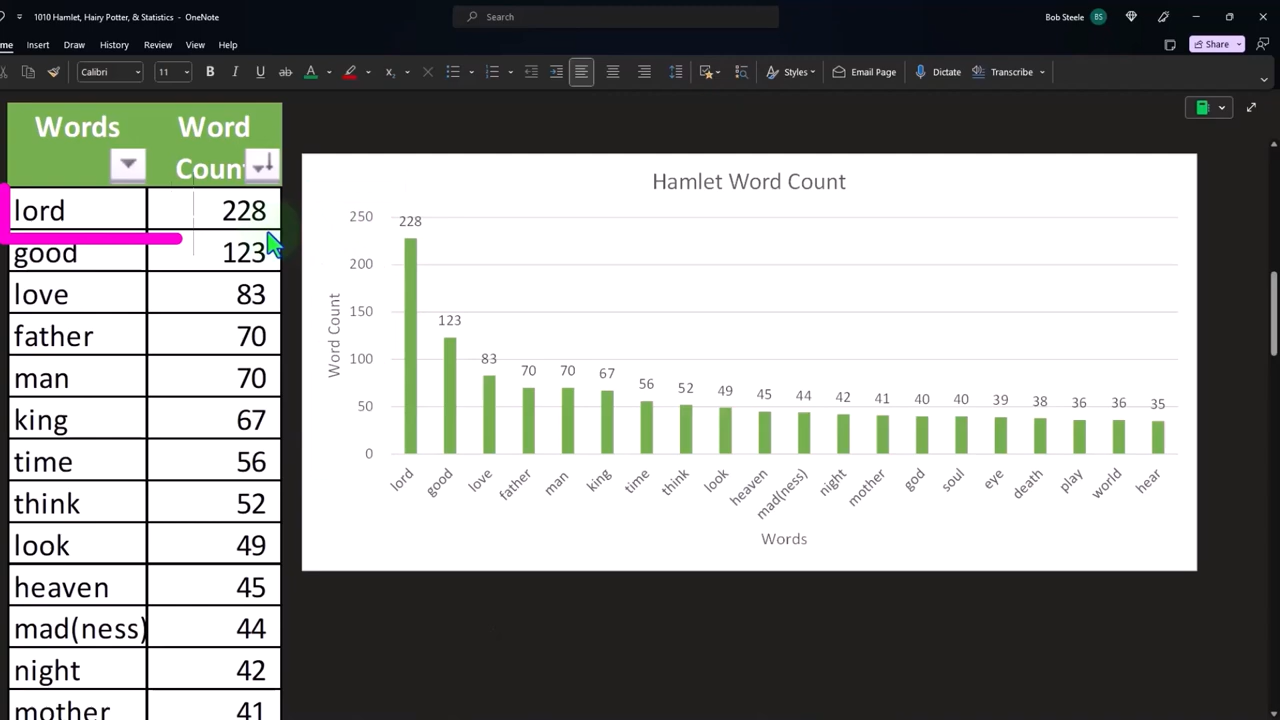 1010 Hamlet, Hairy Potter, & Statistics - OneNote
Search
Bob Steele BS
me Insert Draw History Review View Help
Share
Calibri 11 B I U ab A x Styles Email Page Dictate Transcribe
Words Word Coun
lord 228
good 123
love 83
father 70
man 70
king 67
time 56
think 52
look 49
heaven 45
mad(ness) 44
night 42
mother 41
Hamlet Word Count
Word Count
250
200
150
100
50
0
228 123 83 70 70 67 56 52 49 45 44 42 41 40 40 39 38 36 36 35
lord good love father man king time think look heaven mad(ness) night mother god soul eye death play world hear
Words